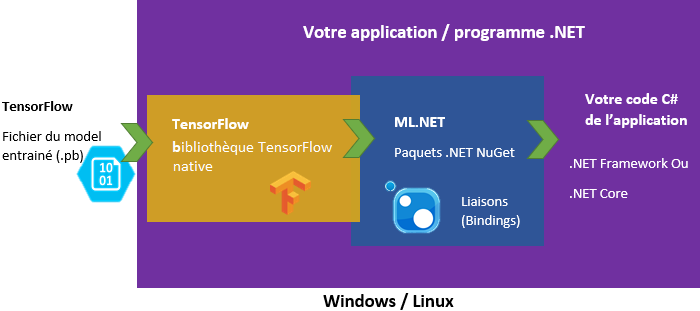 Votre application / programme .NET
TensorFlow
Fichier du model
entrainé (.pb)
10
01
TensorFlow
bibliothèque TensorFlow
native
ML.NET
Paquets .NET NuGet
Liaisons
(Bindings)
Votre code C#
de l’application
.NET Framework Ou
.NET Core
Windows / Linux